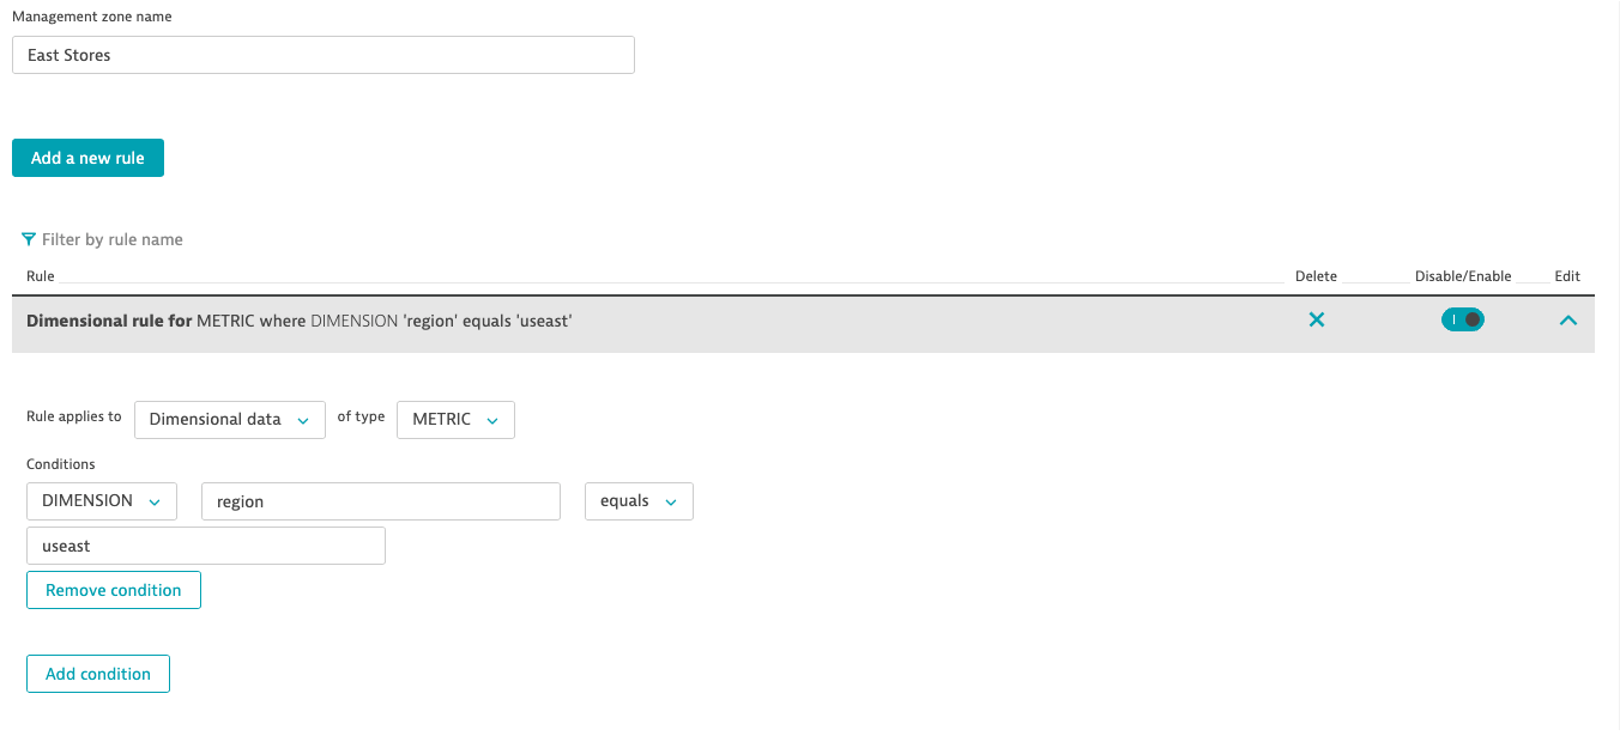 Management zone name
East Stores
Add a new rule
Filter by rule name
Rule Delete Disable/Enable Edit
Dimensional rule for METRIC where DIMENSION 'region' equals 'useast'
Rule applies to Dimensional data of type METRIC
Conditions
DIMENSION region equals
useast
Remove condition
Add condition